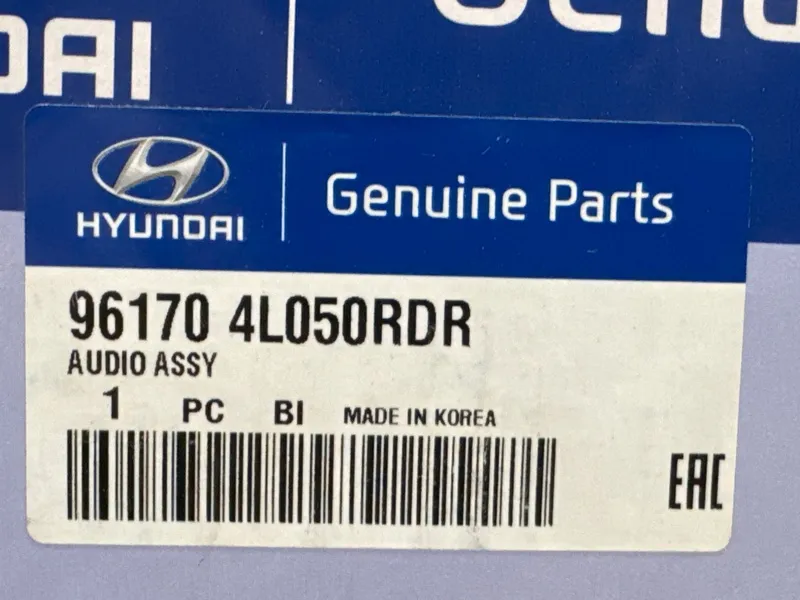 HYUNDAI
Genuine Parts
96170 4L050RDR
AUDIO ASSY
1 PC BI MADE IN KOREA
EAC